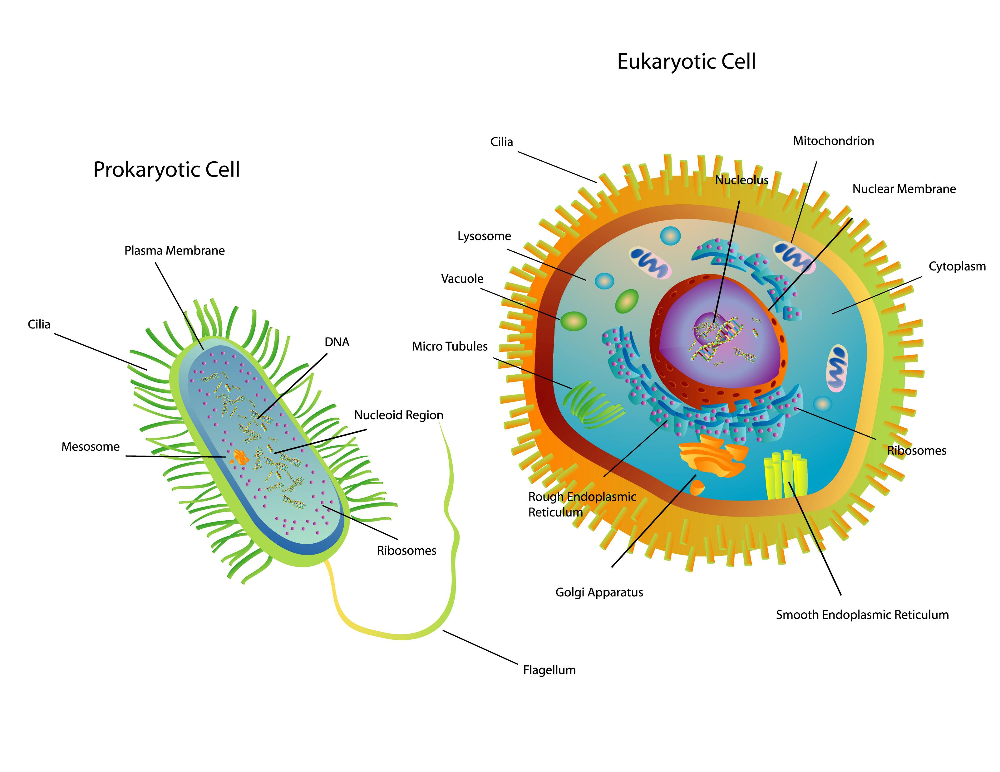 Eukaryotic Cell
Prokaryotic Cell
Plasma Membrane
Cilia
DNA
Nucleoid Region
Mesosome
Ribosomes
Flagellum
Cilia
Mitochondrion
Nucleolus
Nuclear Membrane
Lysosome
Cytoplasm
Vacuole
Micro Tubules
Ribosomes
Rough Endoplasmic
Reticulum
Golgi Apparatus
Smooth Endoplasmic Reticulum